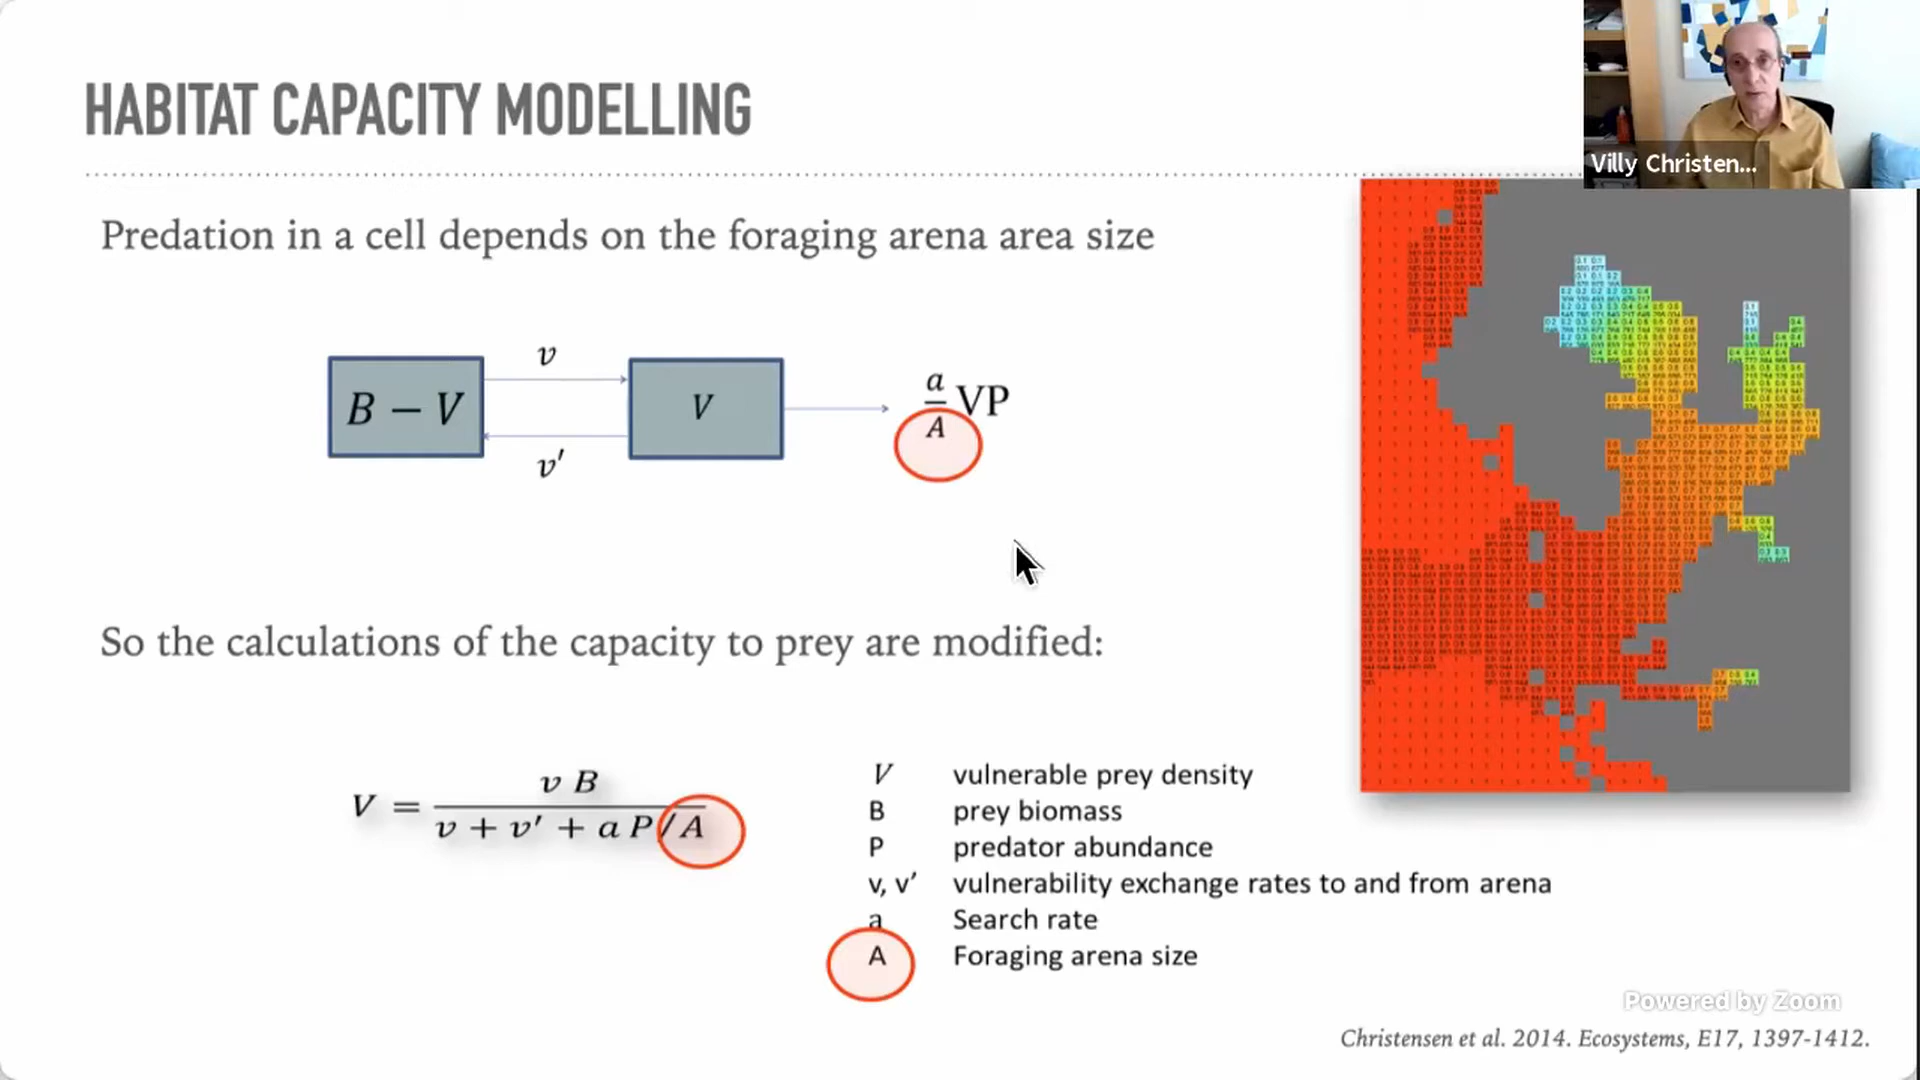 HABITAT CAPACITY MODELLING
Villy Christen...
Predation in a cell depends on the foraging arena area size
v
B − V
V
a
VP
A
v′
So the calculations of the capacity to prey are modified:
v B
V =
v + v′ + a P/A
V vulnerable prey density
B prey biomass
P predator abundance
v, v’ vulnerability exchange rates to and from arena
a Search rate
A Foraging arena size
Powered by Zoom
Christensen et al. 2014. Ecosystems, E17, 1397-1412.